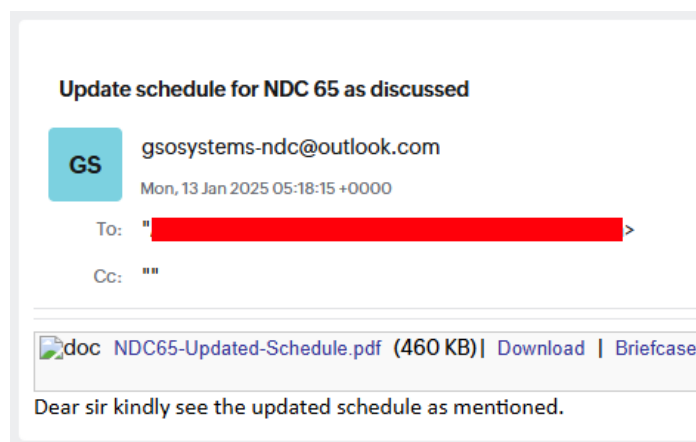 Update schedule for NDC 65 as discussed
GS
gsosystems-ndc@outlook.com
Mon, 13 Jan 2025 05:18:15 +0000
To: " >
Cc: ""
doc NDC65-Updated-Schedule.pdf (460 KB)| Download | Briefcase
Dear sir kindly see the updated schedule as mentioned.